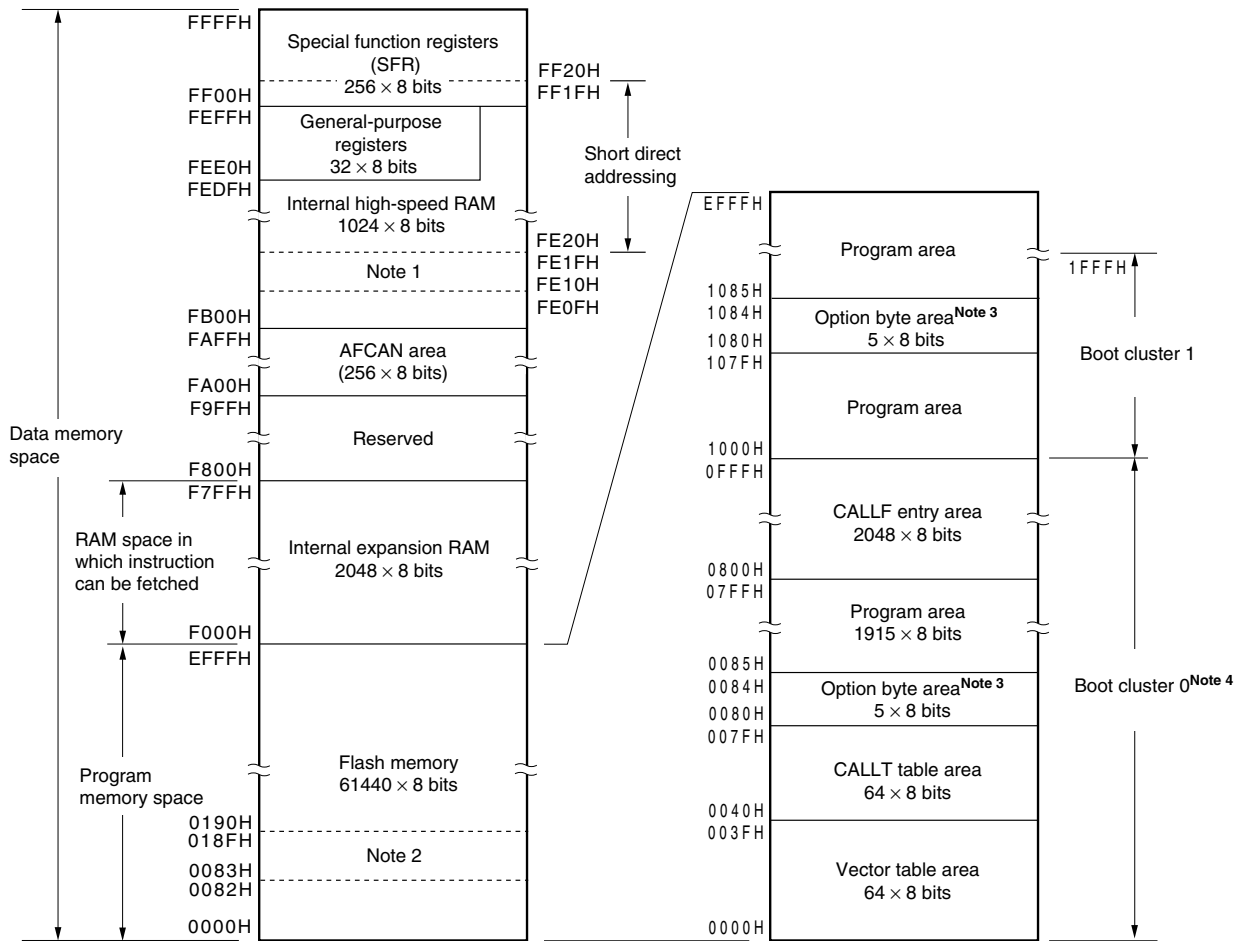 FFFFH
Special function registers
(SFR)
256 × 8 bits
FF20H
FF1FH
FF00H
FEFFH
General-purpose
registers
32 × 8 bits
FEE0H
FEDFH
Short direct
addressing
Internal high-speed RAM
1024 × 8 bits
FE20H
FE1FH
Note 1
FE10H
FE0FH
FB00H
FAFFH
AFCAN area
(256 × 8 bits)
FA00H
F9FFH
Reserved
Data memory
space
F800H
F7FFH
RAM space in
which instruction
can be fetched
Internal expansion RAM
2048 × 8 bits
F000H
EFFFH
Flash memory
61440 × 8 bits
Program
memory space
0190H
018FH
Note 2
0083H
0082H
0000H
EFFFH
Program area
1FFFH
1085H
1084H
Option byte area Note 3
5 × 8 bits
1080H
107FH
Boot cluster 1
Program area
1000H
0FFFH
CALLF entry area
2048 × 8 bits
0800H
07FFH
Program area
1915 × 8 bits
0085H
0084H
Option byte area Note 3
5 × 8 bits
Boot cluster 0 Note 4
0080H
007FH
CALLT table area
64 × 8 bits
0040H
003FH
Vector table area
64 × 8 bits
0000H